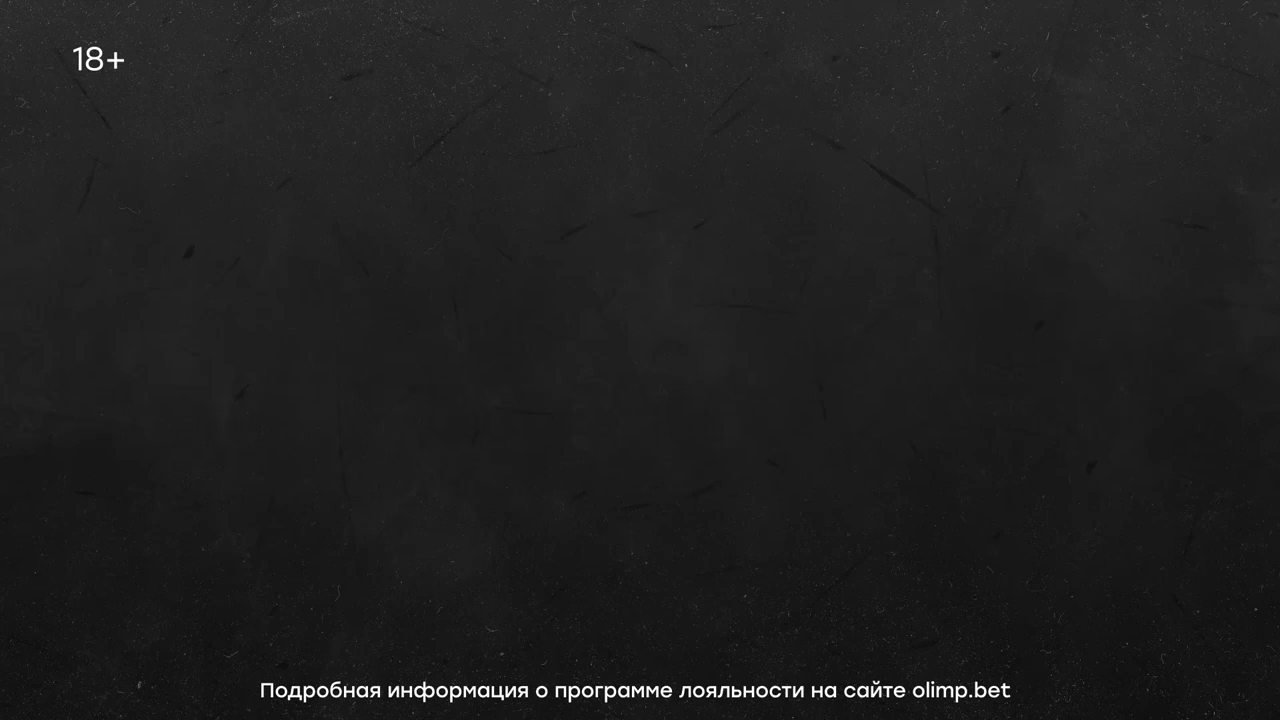 18+
Подробная информация о программе лояльности на сайте olimp.bet